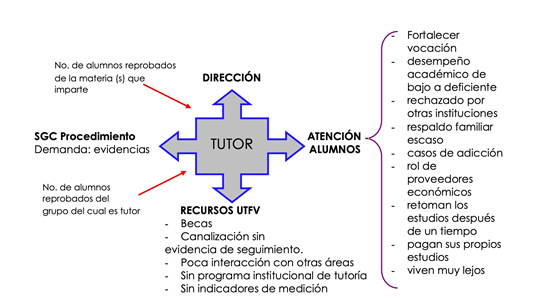 No. de alumnos reprobados
de la materia (s) que
imparte
DIRECCIÓN
SGC Procedimiento
Demanda: evidencias
TUTOR
ATENCIÓN
ALUMNOS
No. de alumnos
reprobados del
grupo del cual es tutor
RECURSOS UTFV
- Becas
- Canalización sin
evidencia de seguimiento.
- Poca interacción con otras áreas
- Sin programa institucional de tutoría
- Sin indicadores de medición
- Fortalecer
vocación
- desempeño
académico de
bajo a deficiente
- rechazado por
otras instituciones
- respaldo familiar
escaso
- casos de adicción
- rol de
proveedores
económicos
- retoman los
estudios después
de un tiempo
- pagan sus propios
estudios
- viven muy lejos